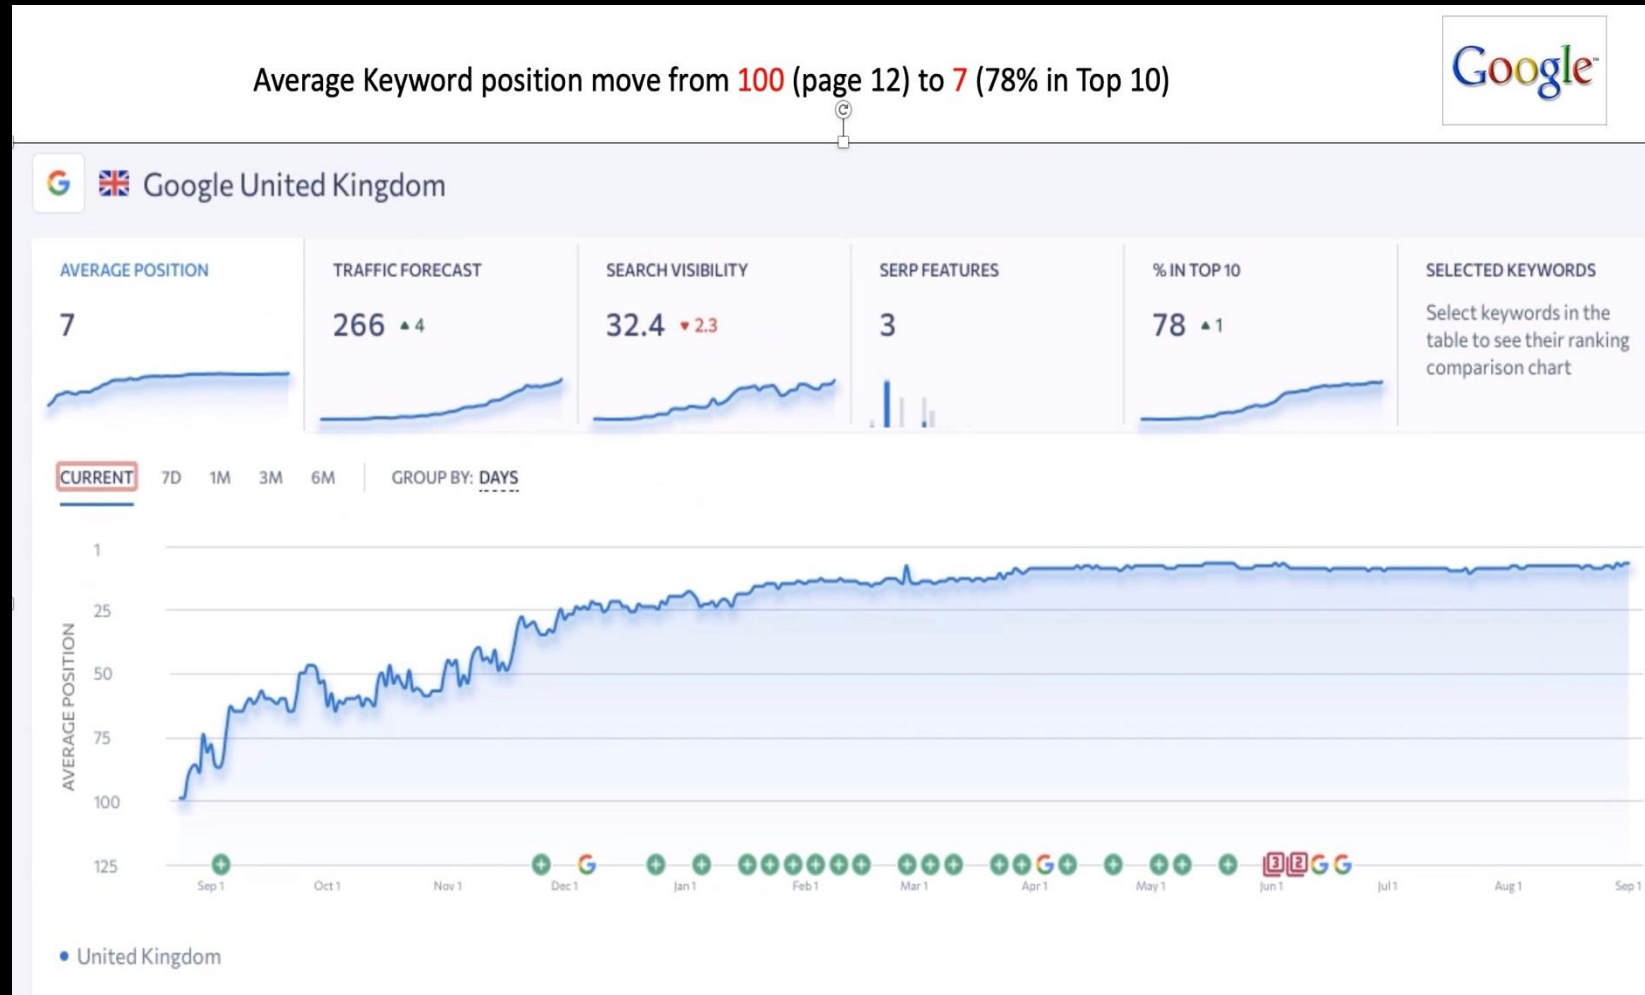 Average Keyword position move from 100 (page 12) to 7 (78% in Top 10)
Google
Google United Kingdom
AVERAGE POSITION
7
TRAFFIC FORECAST
266 ▲ 4
SEARCH VISIBILITY
32.4 ▼ 2.3
SERP FEATURES
3
% IN TOP 10
78 ▲ 1
SELECTED KEYWORDS
Select keywords in the
table to see their ranking
comparison chart
CURRENT 7D 1M 3M 6M GROUP BY: DAYS
AVERAGE POSITION
1
25
50
75
100
125
3 2
Sep 1 Oct 1 Nov 1 Dec 1 Jan 1 Feb 1 Mar 1 Apr 1 May 1 Jun 1 Jul 1 Aug 1 Sep 1
United Kingdom